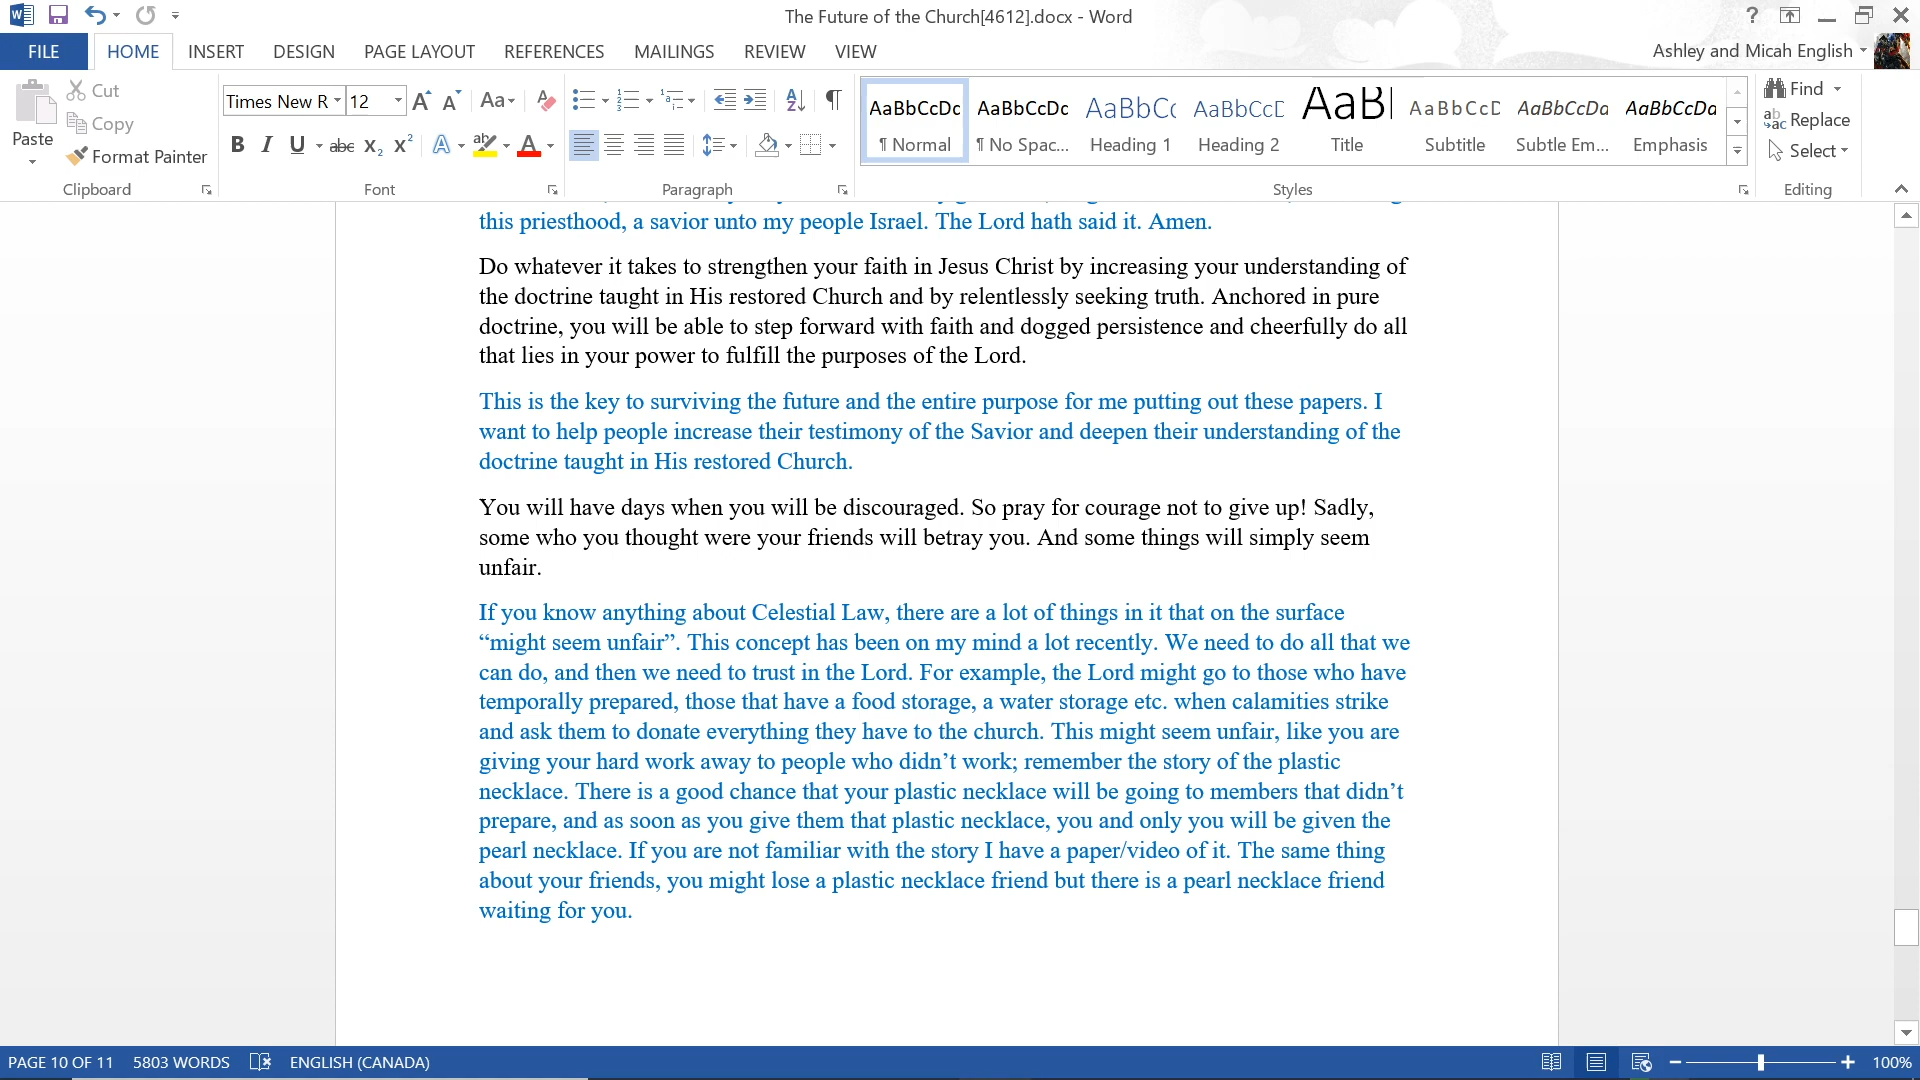 The Future of the Church[4612].docx - Word
FILE HOME INSERT DESIGN PAGE LAYOUT REFERENCES MAILINGS REVIEW VIEW
Ashley and Micah English
Paste
Cut
Copy
Format Painter
Clipboard
Times New R 12
Font
Paragraph
AaBbCcDc AaBbCcDc AaBbCc AaBbCcD AaBl AaBbCcD AaBbCcDa AaBbCcDa
¶ Normal ¶ No Spac... Heading 1 Heading 2 Title Subtitle Subtle Em... Emphasis
Styles
Find
Replace
Select
Editing
this priesthood, a savior unto my people Israel. The Lord hath said it. Amen.
Do whatever it takes to strengthen your faith in Jesus Christ by increasing your understanding of
the doctrine taught in His restored Church and by relentlessly seeking truth. Anchored in pure
doctrine, you will be able to step forward with faith and dogged persistence and cheerfully do all
that lies in your power to fulfill the purposes of the Lord.
This is the key to surviving the future and the entire purpose for me putting out these papers. I
want to help people increase their testimony of the Savior and deepen their understanding of the
doctrine taught in His restored Church.
You will have days when you will be discouraged. So pray for courage not to give up! Sadly,
some who you thought were your friends will betray you. And some things will simply seem
unfair.
If you know anything about Celestial Law, there are a lot of things in it that on the surface
“might seem unfair”. This concept has been on my mind a lot recently. We need to do all that we
can do, and then we need to trust in the Lord. For example, the Lord might go to those who have
temporally prepared, those that have a food storage, a water storage etc. when calamities strike
and ask them to donate everything they have to the church. This might seem unfair, like you are
giving your hard work away to people who didn’t work; remember the story of the plastic
necklace. There is a good chance that your plastic necklace will be going to members that didn’t
prepare, and as soon as you give them that plastic necklace, you and only you will be given the
pearl necklace. If you are not familiar with the story I have a paper/video of it. The same thing
about your friends, you might lose a plastic necklace friend but there is a pearl necklace friend
waiting for you.
PAGE 10 OF 11 5803 WORDS ENGLISH (CANADA) 100%